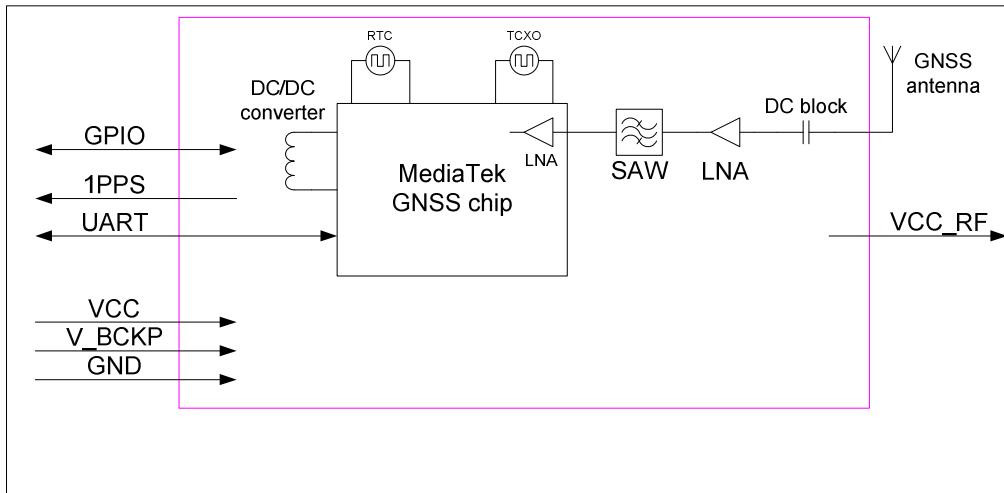 RTC
TCXO
DC/DC
converter
GNSS
antenna
DC block
GPIO
LNA
MediaTek
GNSS chip
SAW
LNA
1PPS
UART
VCC_RF
VCC
V_BCKP
GND